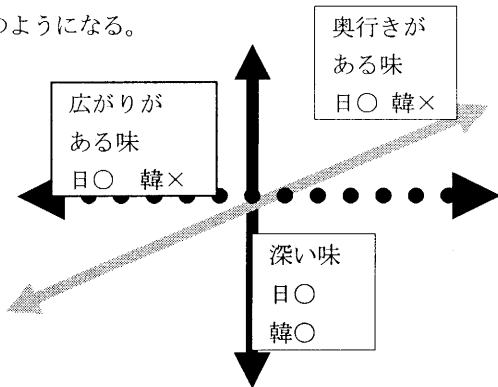 のようになる。
奥行きが
ある味
日○ 韓×
広がりが
ある味
日○ 韓×
深い味
日○
韓○